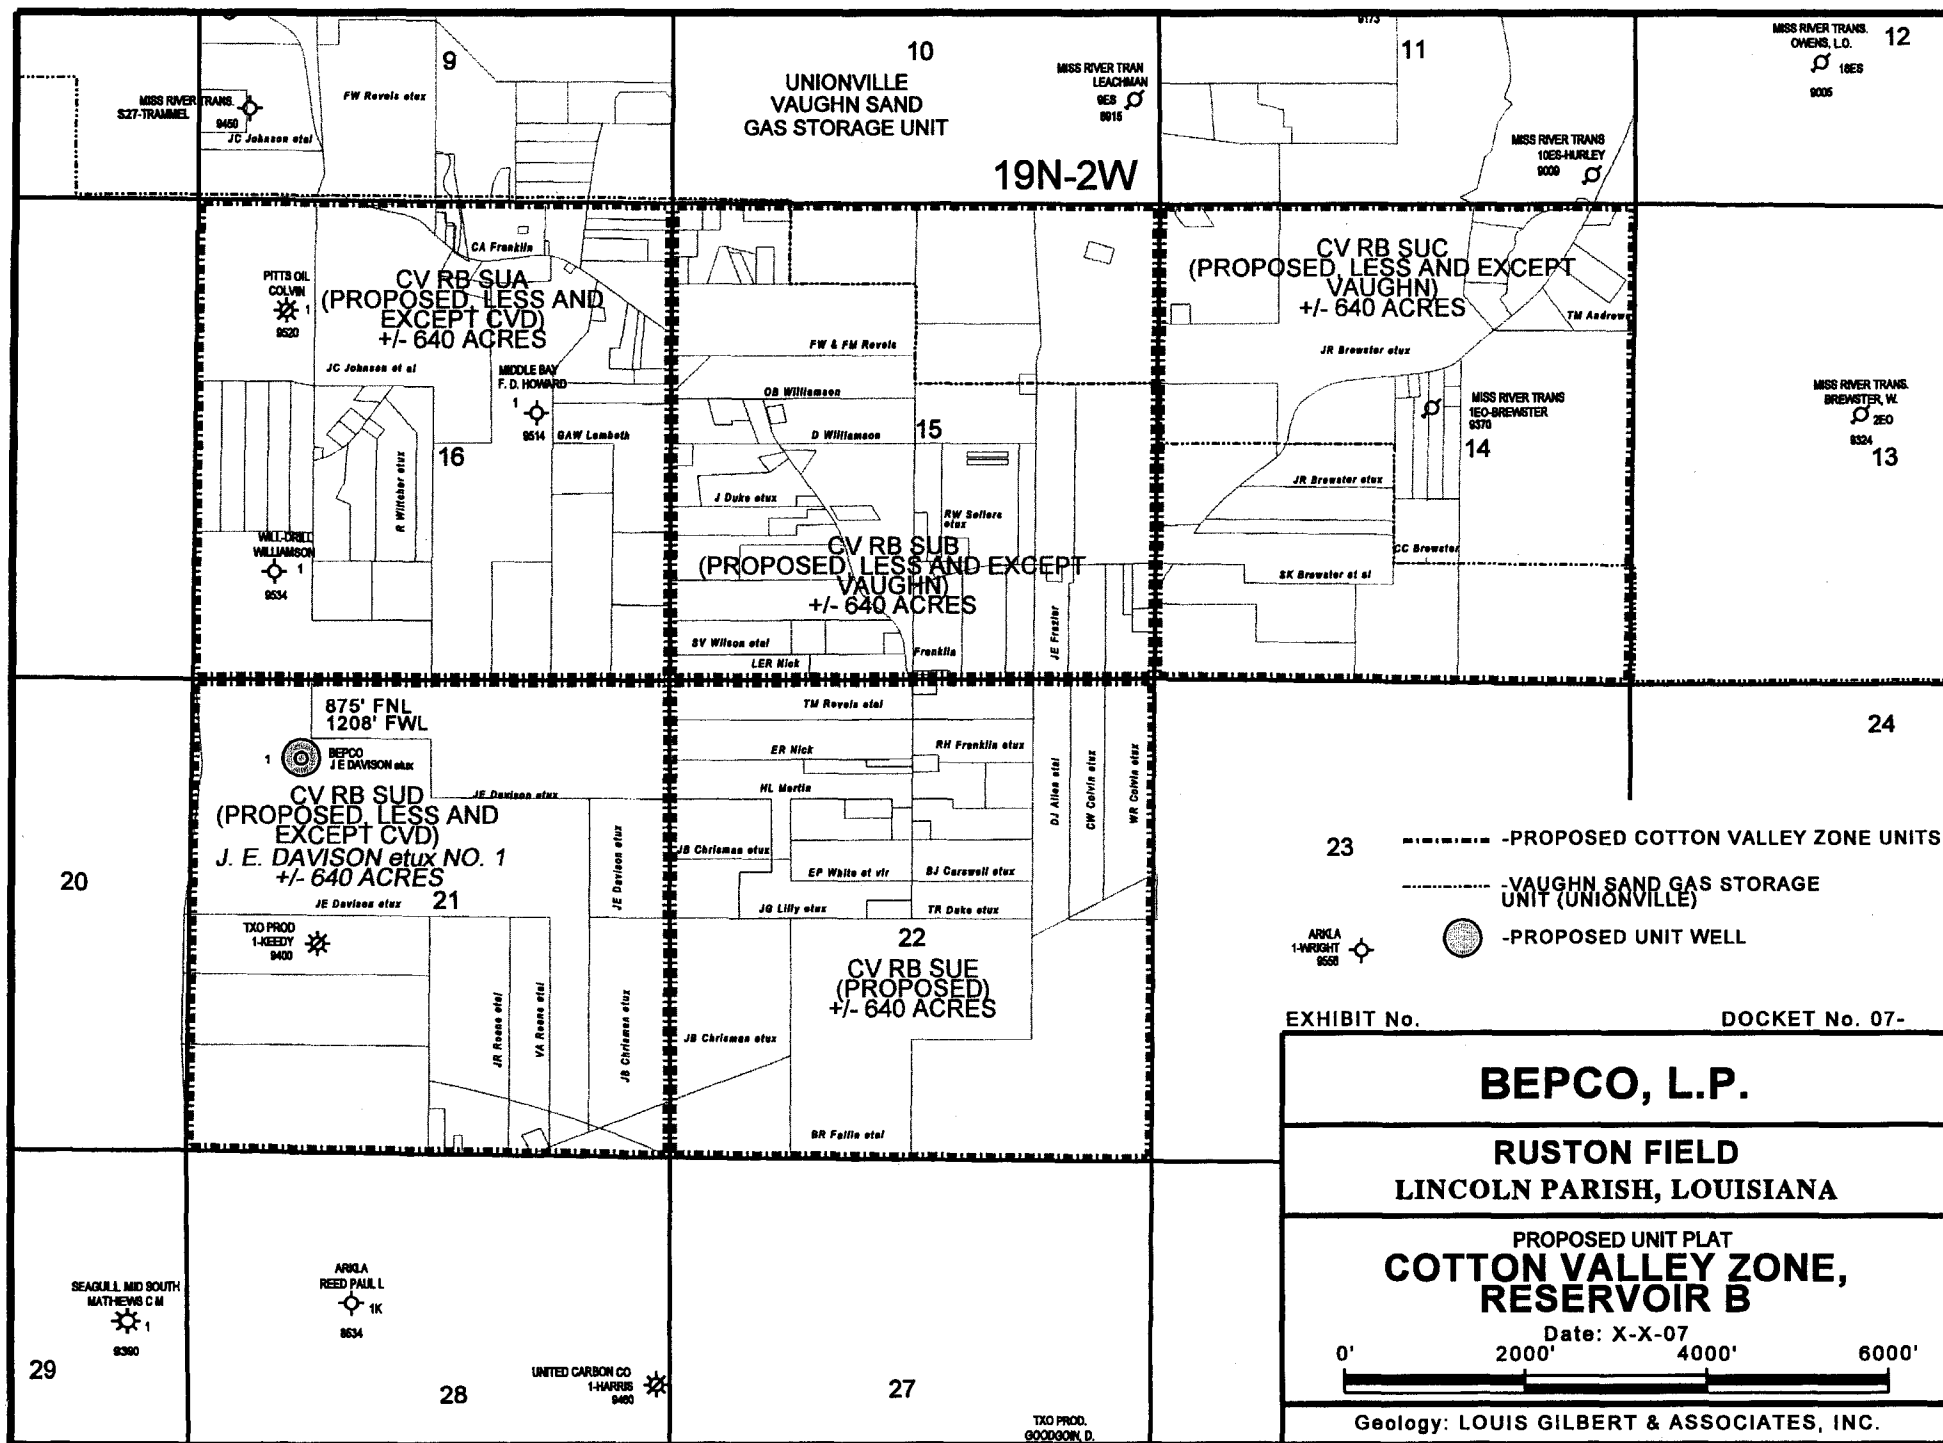 9
10
11
12
9173
MISS RIVER TRANS.
OWENS, L.O.
18ES
9005
UNIONVILLE
VAUGHN SAND
GAS STORAGE UNIT
MISS RIVER TRAN
LEACHMAN
9ES
8915
FW Revels etux
MISS RIVER TRANS.
S27-TRAMMEL
9450
JC Johnson etal
MISS RIVER TRANS
10ES-HURLEY
9009
19N-2W
CA Franklin
PITTS OIL
COLVIN
1
9520
CV RB SUA
(PROPOSED, LESS AND
EXCEPT CVD)
+/- 640 ACRES
JC Johnson et al
MIDDLE BAY
F. D. HOWARD
1
9514
GAW Lambeth
16
R Wiltcher etux
WILL-DRILL
WILLIAMSON
1
9534
FW & FM Revels
OB Williamson
D Williamson
15
J Duke etux
RW Sellers
etux
CV RB SUB
(PROPOSED, LESS AND EXCEPT
VAUGHN)
+/- 640 ACRES
SV Wilson etal
LER Nick
Franklin
JE Frazier
CV RB SUC
(PROPOSED, LESS AND EXCEPT
VAUGHN)
+/- 640 ACRES
TM Andrews
JR Brewster etux
MISS RIVER TRANS
1EO-BREWSTER
9370
14
JR Brewster etux
CC Brewster
SK Brewster et al
MISS RIVER TRANS.
BREWSTER, W.
2EO
9324
13
875' FNL
1208' FWL
1
BEPCO
J E DAVISON etux
CV RB SUD
(PROPOSED, LESS AND
EXCEPT CVD)
J. E. DAVISON etux NO. 1
+/- 640 ACRES
JE Davison etux
JE Davison etux
JE Davison etux
21
20
TXO PROD
1-KEEDY
9400
JR Roane etal
VA Roane etal
JB Chrisman etux
TM Revels etal
ER Nick
RH Franklin etux
HL Martin
JB Chrisman etux
EP White et vir
BJ Carswell etux
JG Lilly etux
TR Duke etux
DJ Allen etal
CW Colvin etux
WR Colvin etux
22
CV RB SUE
(PROPOSED)
+/- 640 ACRES
JB Chrisman etux
BR Fallin etal
24
23
-PROPOSED COTTON VALLEY ZONE UNITS
-VAUGHN SAND GAS STORAGE
UNIT (UNIONVILLE)
-PROPOSED UNIT WELL
ARKLA
1-WRIGHT
9558
EXHIBIT No.
DOCKET No. 07-
BEPCO, L.P.
RUSTON FIELD
LINCOLN PARISH, LOUISIANA
PROPOSED UNIT PLAT
COTTON VALLEY ZONE,
RESERVOIR B
Date: X-X-07
0' 2000' 4000' 6000'
Geology: LOUIS GILBERT & ASSOCIATES, INC.
SEAGULL MID SOUTH
MATHEWS C M
1
9390
29
ARKLA
REED PAUL L
1K
8634
28
UNITED CARBON CO
1-HARRIS
9460
27
TXO PROD.
GOODGOIN, D.